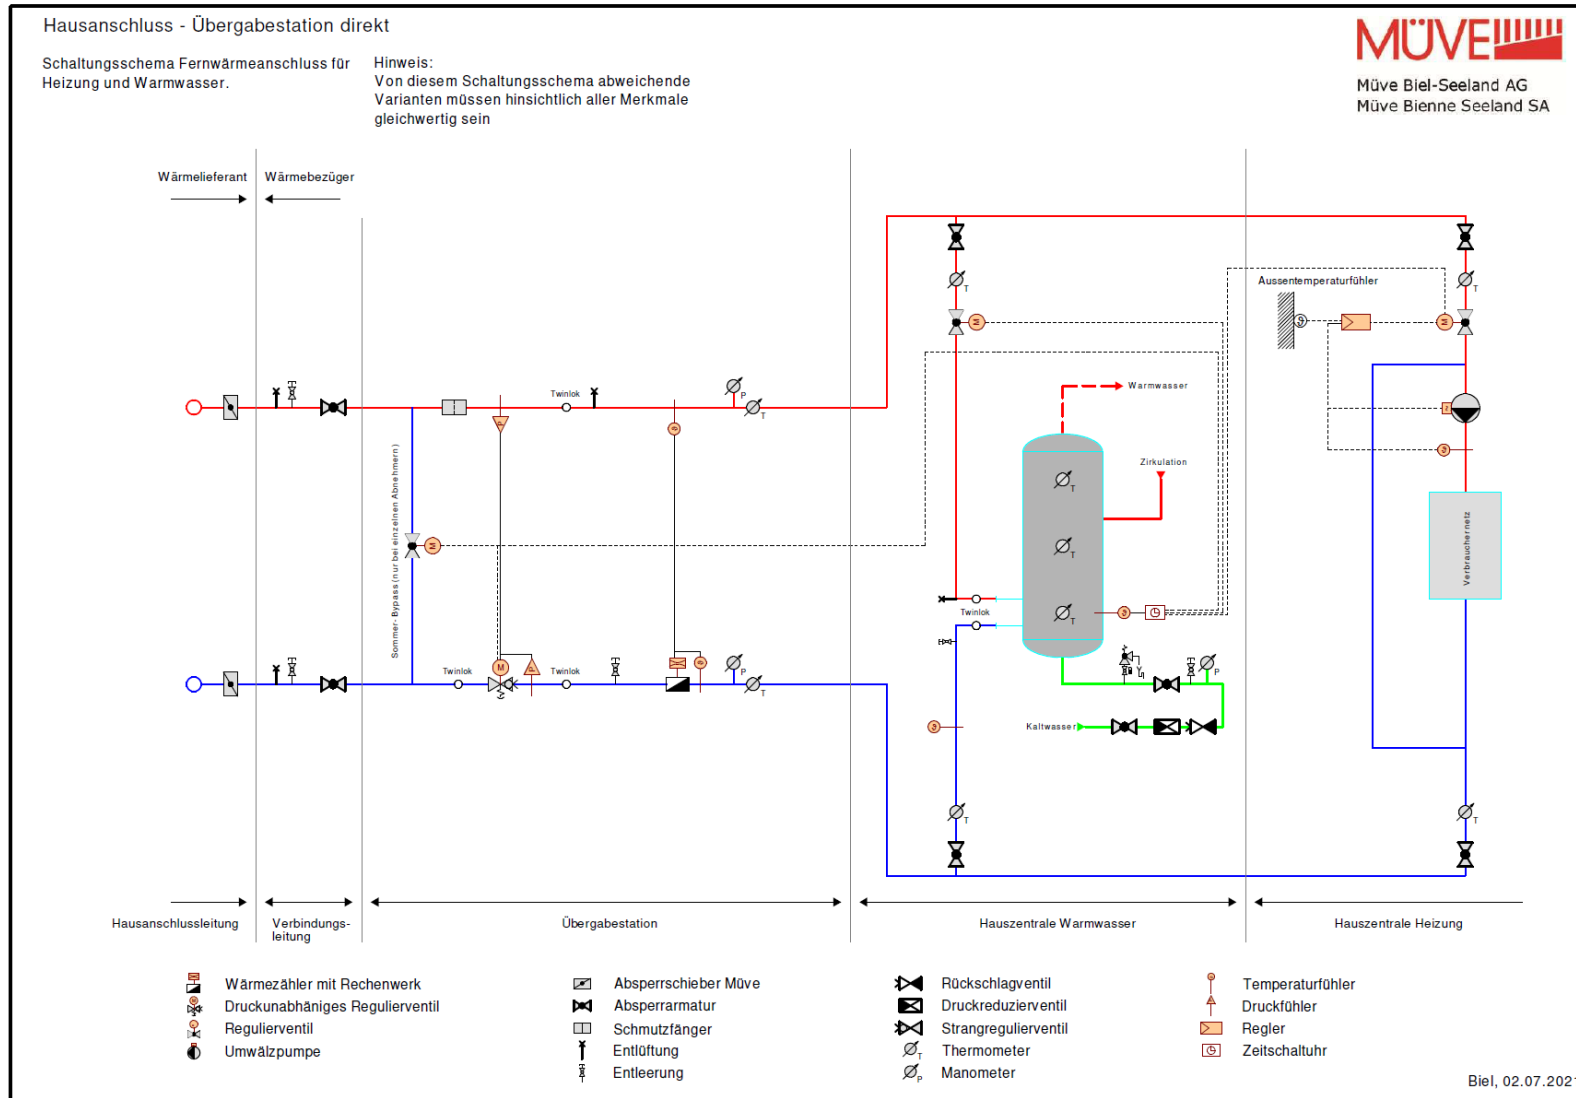 Hausanschluss - Übergabestation direkt
MÜVE
Schaltungsschema Fernwärmeanschluss für
Heizung und Warmwasser.
Hinweis:
Von diesem Schaltungsschema abweichende
Varianten müssen hinsichtlich aller Merkmale
gleichwertig sein
Müve Biel-Seeland AG
Müve Bienne Seeland SA
Wärmelieferant
Wärmebezüger
T
T
Aussentemperaturfühler
M
M
Twinlok
P
T
Warmwasser
P
Sommer-Bypass (nur bei einzelnen Abnehmern)
M
Zirkulation
T
T
T
Verbrauchernetz
Twinlok
Twinlok
Twinlok
M
P
P
T
P
Kaltwasser
T
T
Hausanschlussleitung
Verbindungs-
leitung
Übergabestation
Hauszentrale Warmwasser
Hauszentrale Heizung
Wärmezähler mit Rechenwerk
Druckunabhäniges Regulierventil
Regulierventil
Umwälzpumpe
Absperrschieber Müve
Absperrarmatur
Schmutzfänger
Entlüftung
Entleerung
Rückschlagventil
Druckreduzierventil
Strangregulierventil
T Thermometer
P Manometer
Temperaturfühler
Druckfühler
Regler
Zeitschaltuhr
Biel, 02.07.2021